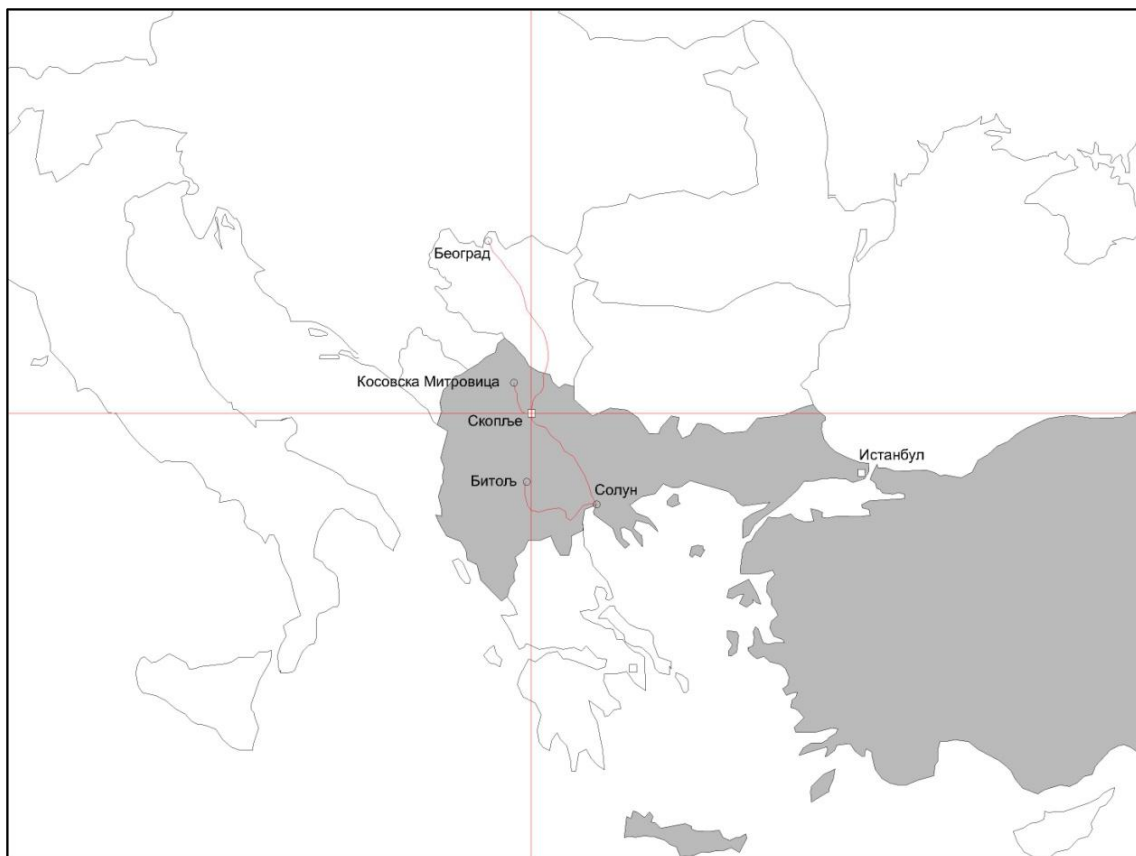 Београд
Косовска Митровица
Скопље
Истанбул
Битољ
Солун